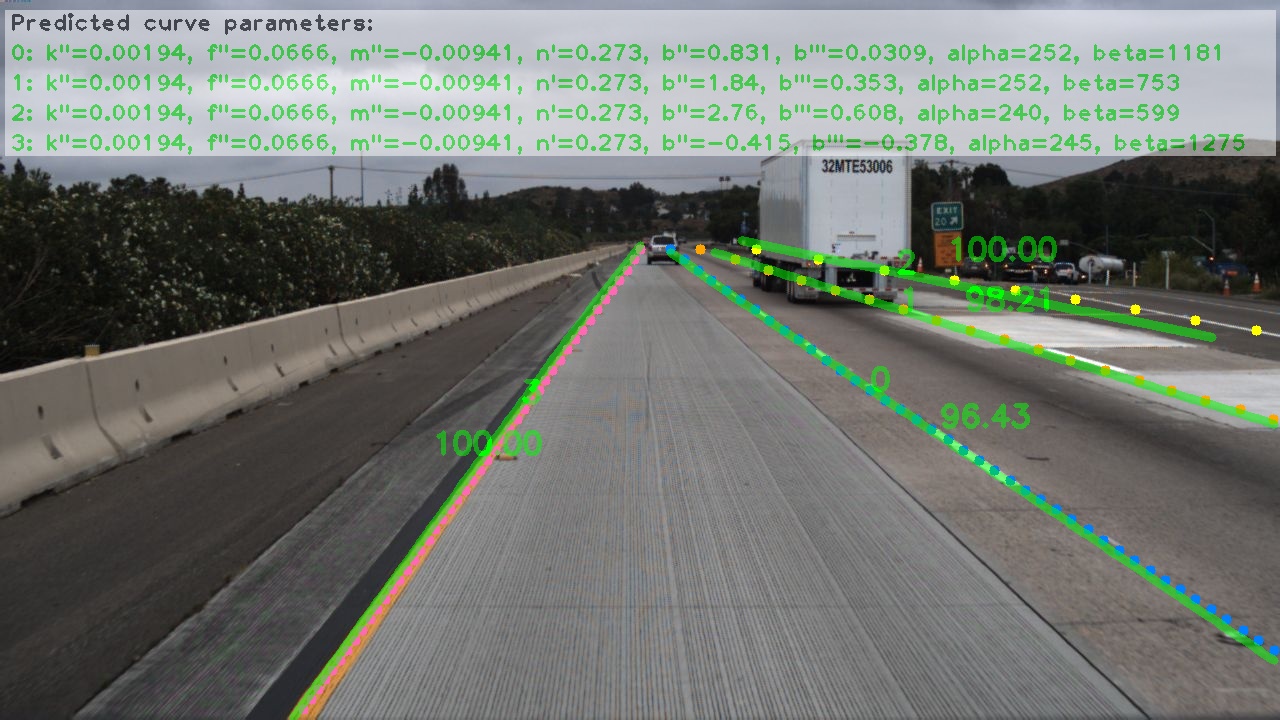 Predicted curve parameters:
0: k''=0.00194, f''=0.0666, m''=-0.00941, n'=0.273, b''=0.831, b'''=0.0309, alpha=252, beta=1181
1: k''=0.00194, f''=0.0666, m''=-0.00941, n'=0.273, b''=1.84, b'''=0.353, alpha=252, beta=753
2: k''=0.00194, f''=0.0666, m''=-0.00941, n'=0.273, b''=2.76, b'''=0.608, alpha=240, beta=599
3: k''=0.00194, f''=0.0666, m''=-0.00941, n'=0.273, b''=-0.415, b'''=-0.378, alpha=245, beta=1275
32MTE53006
EXIT
20
2
100.00
1
98.21
0
96.43
3
100.00